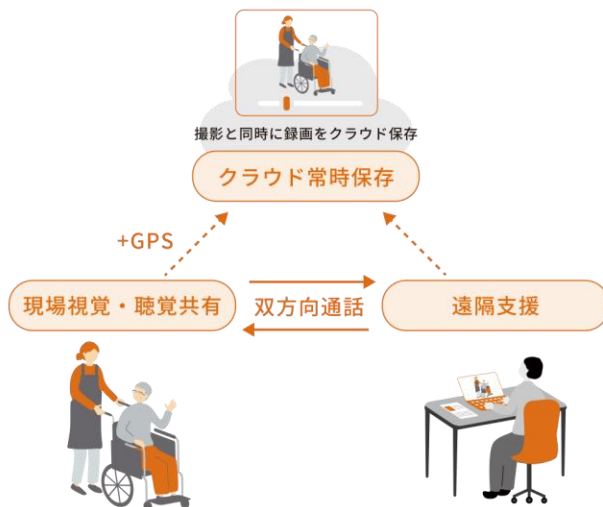 撮影と同時に録画をクラウド保存
クラウド常時保存
+GPS
現場視覚・聴覚共有
双方向通話
遠隔支援